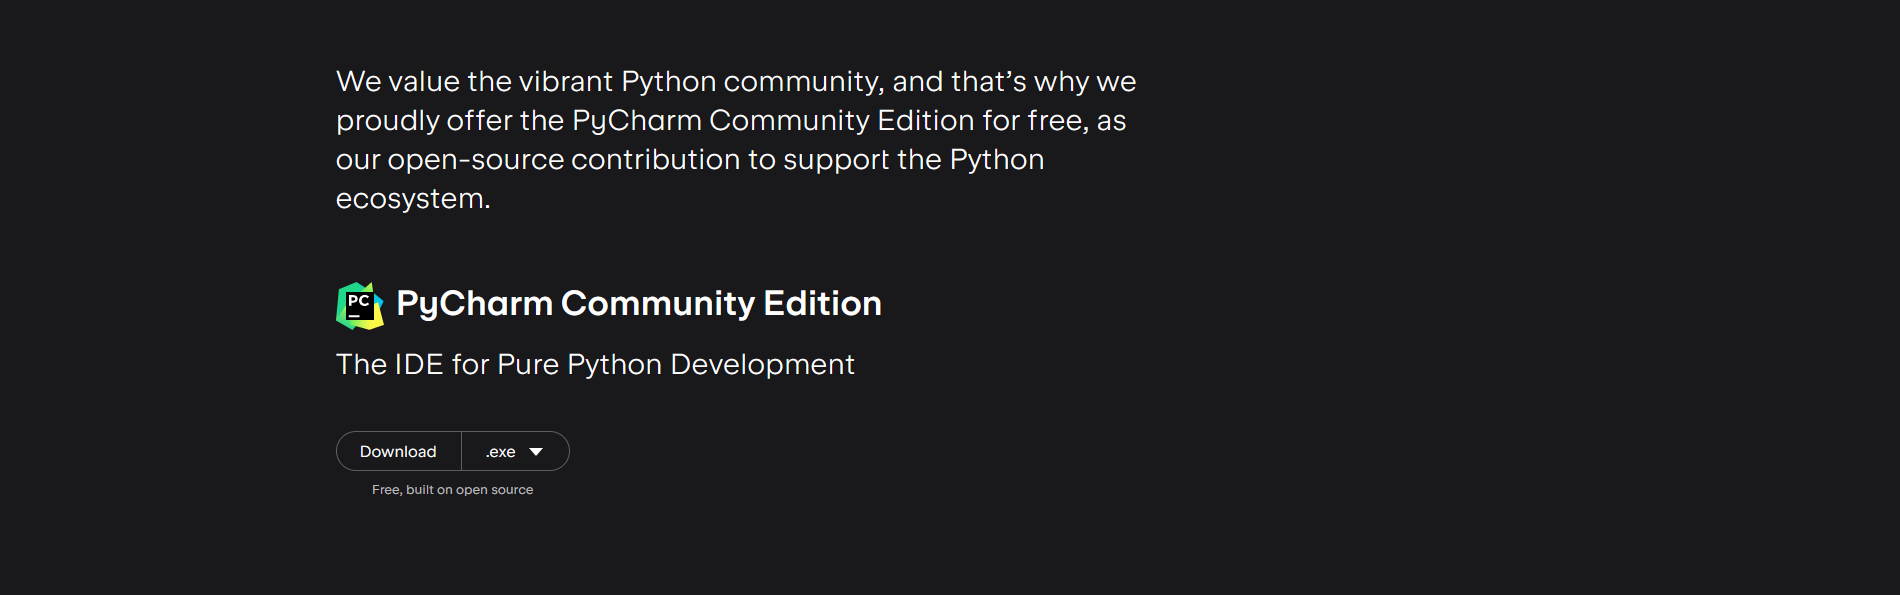 We value the vibrant Python community, and that’s why we
proudly offer the PyCharm Community Edition for free, as
our open-source contribution to support the Python
ecosystem.
PC
PyCharm Community Edition
The IDE for Pure Python Development
Download
.exe
Free, built on open source